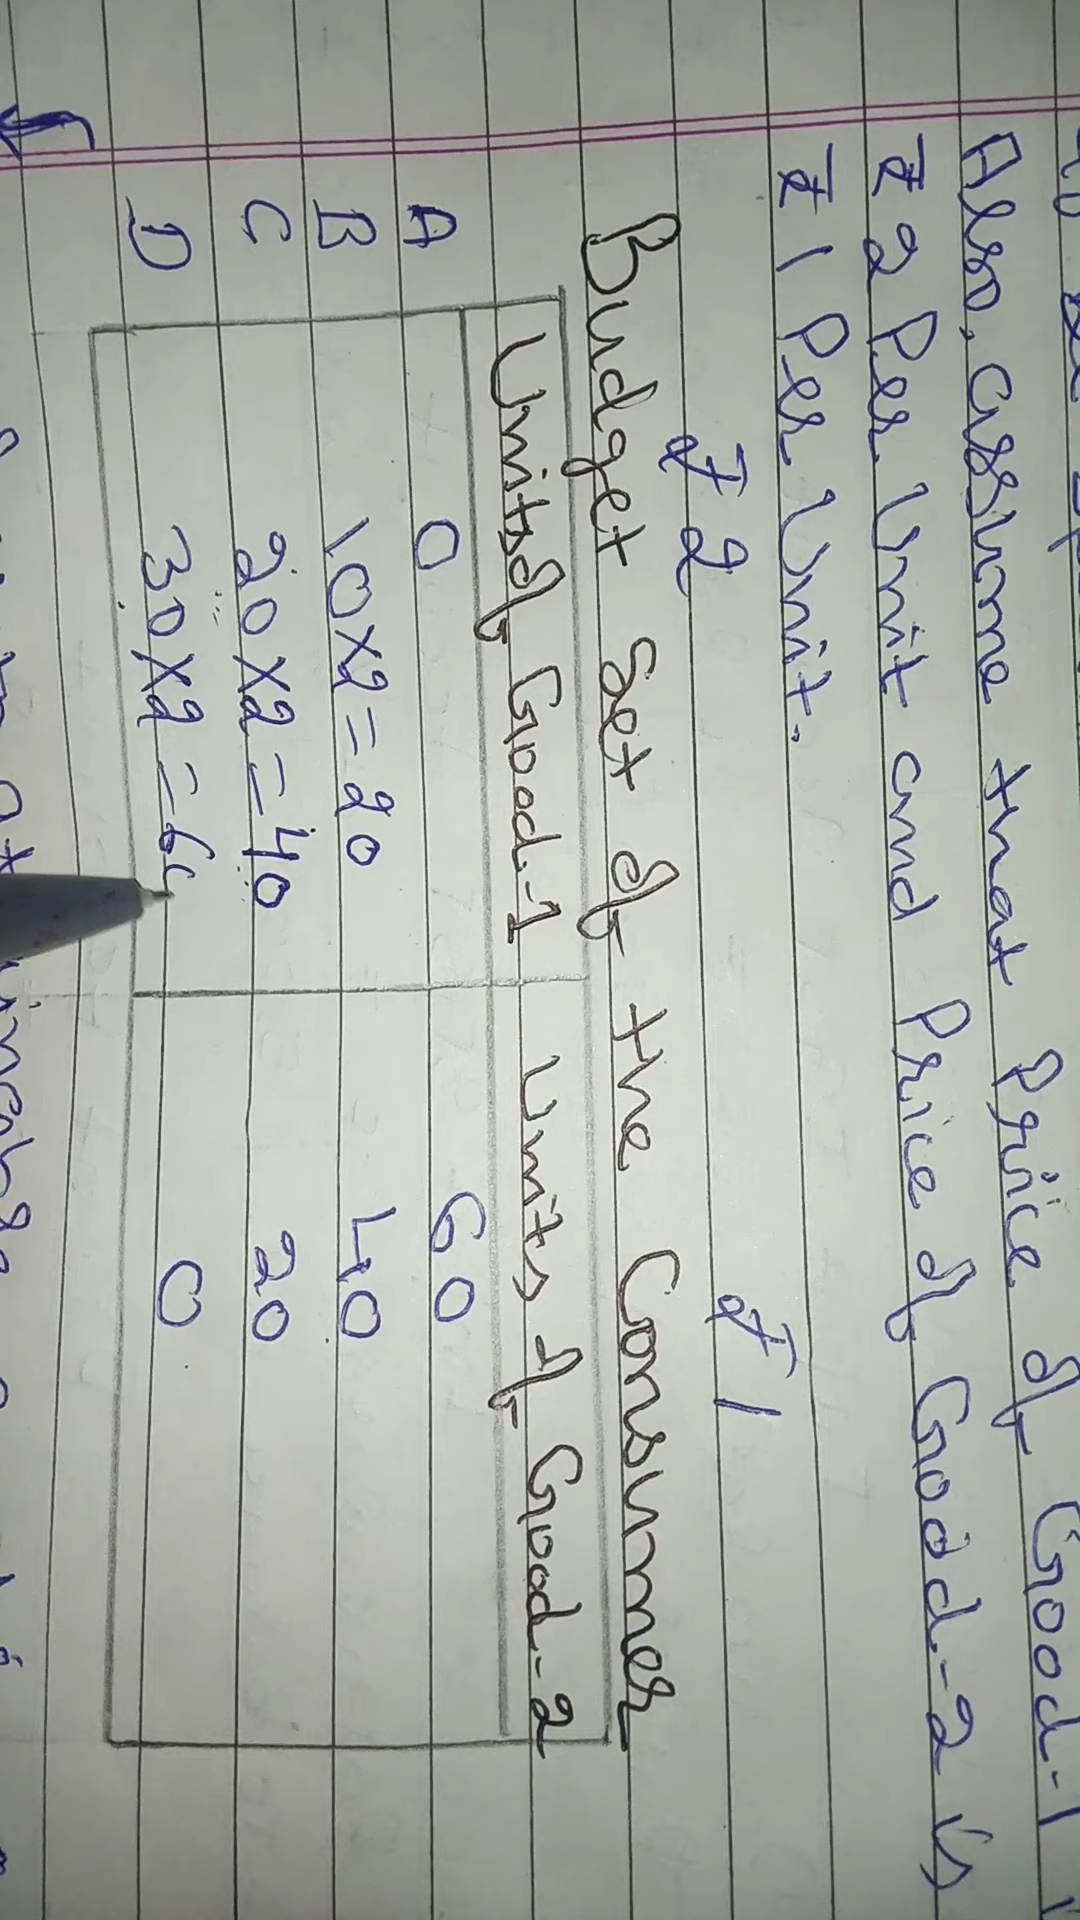 Also, assume that Price of Good-1
₹ 2 Per Unit and Price of Good-2 is
₹ 1 Per Unit.
₹ 2 ₹ 1
Budget Set of the Consumer
Units of Good-1 Units of Good-2
A 0 60
B 10×2=20 40
C 20×2=40 20
D 30×2=60 0